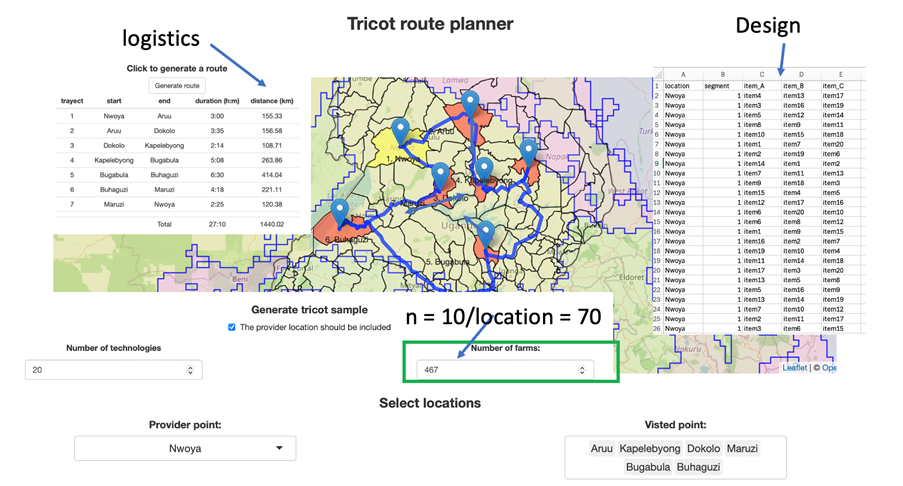 Tricot route planner
logistics
Design
Click to generate a route
Generate route
trayect start end duration (h:m) distance (km)
1 Nwoya Aruu 3:00 155.33
2 Aruu Dokolo 3:35 156.58
3 Dokolo Kapelebyong 2:14 108.71
4 Kapelebyong Bugabula 5:08 263.86
5 Bugabula Buhaguzi 6:30 414.04
6 Buhaguzi Maruzi 4:18 221.11
7 Maruzi Nwoya 2:25 120.38
Total 27:10 1440.02
Lamwo
2. Aruu
1. Nwoya
Napak
4. Kapelebyong
3. Dokolo
Maruzi
6. Buhaguzi
5. Bugabula
Beni
Eldoret
Nakuru
A B C D E
1 location segment item_A item_B item_C
2 Nwoya 1 item4 item13 item17
3 Nwoya 1 item3 item16 item19
4 Nwoya 1 item5 item12 item14
5 Nwoya 1 item8 item9 item11
6 Nwoya 1 item10 item15 item18
7 Nwoya 1 item1 item7 item20
8 Nwoya 1 item2 item19 item6
9 Nwoya 1 item14 item1 item2
10 Nwoya 1 item7 item11 item13
11 Nwoya 1 item9 item18 item3
12 Nwoya 1 item15 item4 item5
13 Nwoya 1 item12 item17 item16
14 Nwoya 1 item6 item20 item10
15 Nwoya 1 item6 item8 item12
16 Nwoya 1 item1 item9 item15
17 Nwoya 1 item16 item2 item7
18 Nwoya 1 item19 item10 item4
19 Nwoya 1 item11 item14 item18
20 Nwoya 1 item17 item3 item20
21 Nwoya 1 item13 item5 item8
22 Nwoya 1 item5 item16 item9
23 Nwoya 1 item13 item14 item19
24 Nwoya 1 item7 item10 item12
25 Nwoya 1 item2 item11 item17
26 Nwoya 1 item3 item6 item15
Leaflet | © Ope
Generate tricot sample
The provider location should be included
n = 10/location = 70
Number of technologies
20
Number of farms:
467
Select locations
Provider point:
Nwoya
Visted point:
Aruu Kapelebyong Dokolo Maruzi
Bugabula Buhaguzi